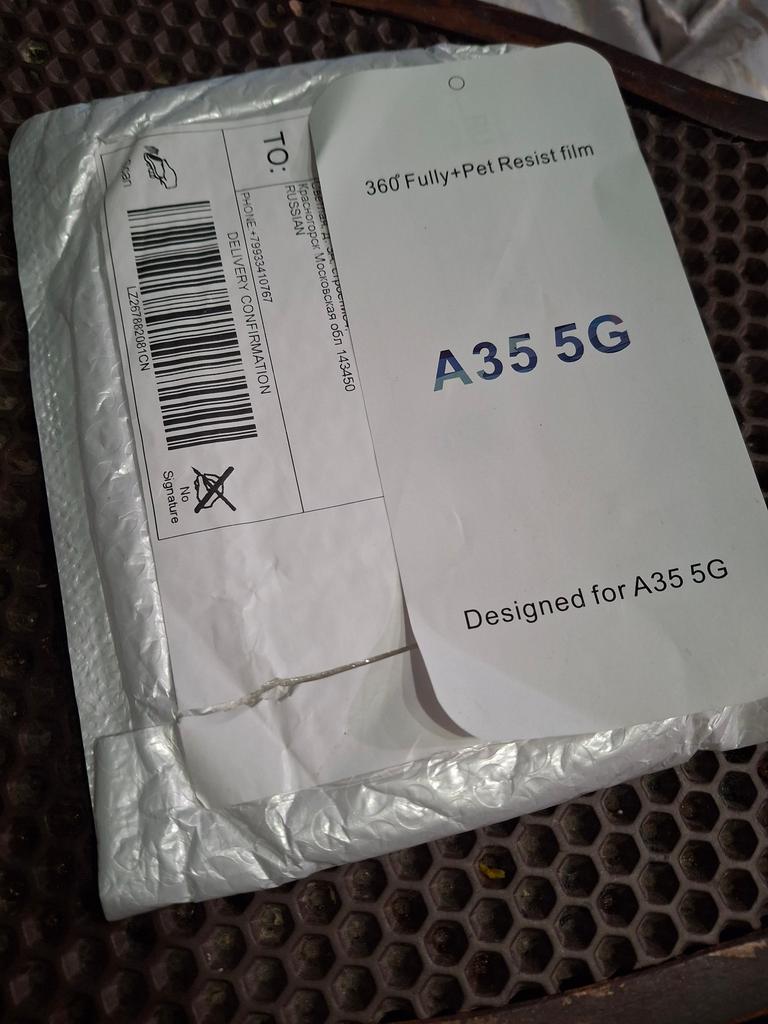 360° Fully+Pet Resist film
A35 5G
Designed for A35 5G
TO:
Красногорск Московская обл 143450
RUSSIAN
PHONE +79933410767
DELIVERY CONFIRMATION
LZ267882081CN
No
Signature